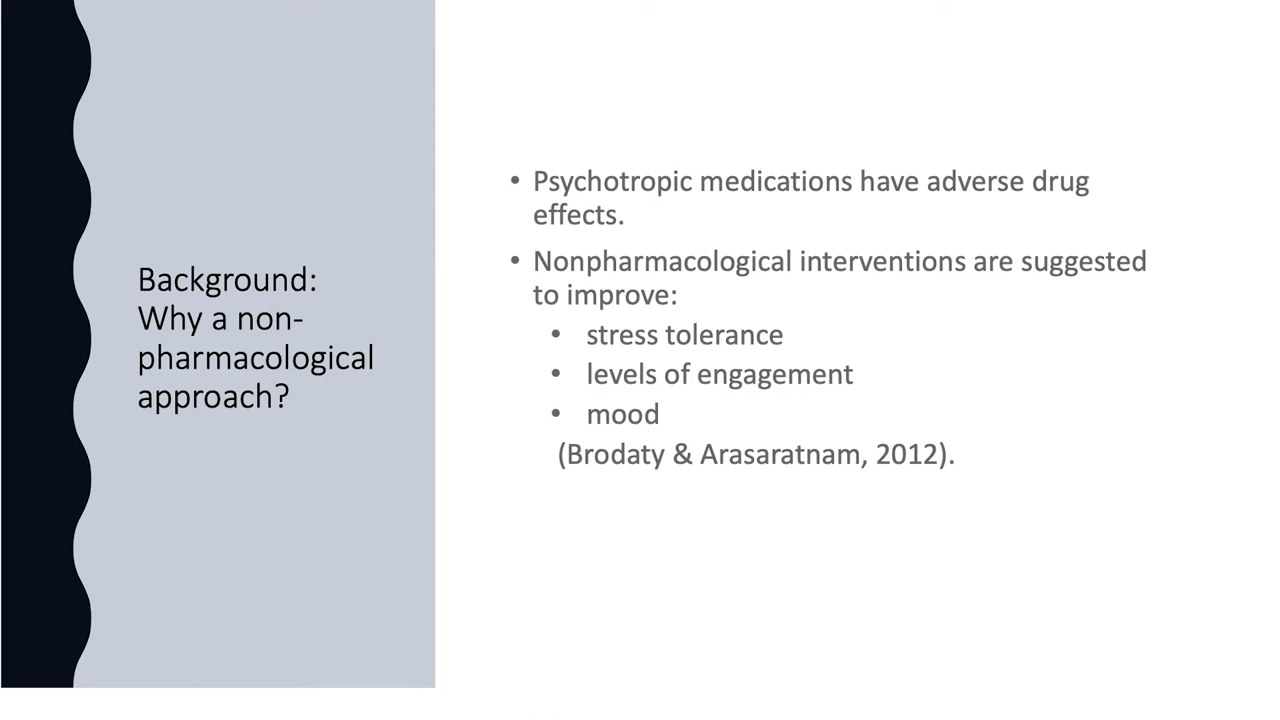 Background:
Why a non-
pharmacological
approach?
• Psychotropic medications have adverse drug
effects.
• Nonpharmacological interventions are suggested
to improve:
• stress tolerance
• levels of engagement
• mood
(Brodaty & Arasaratnam, 2012).